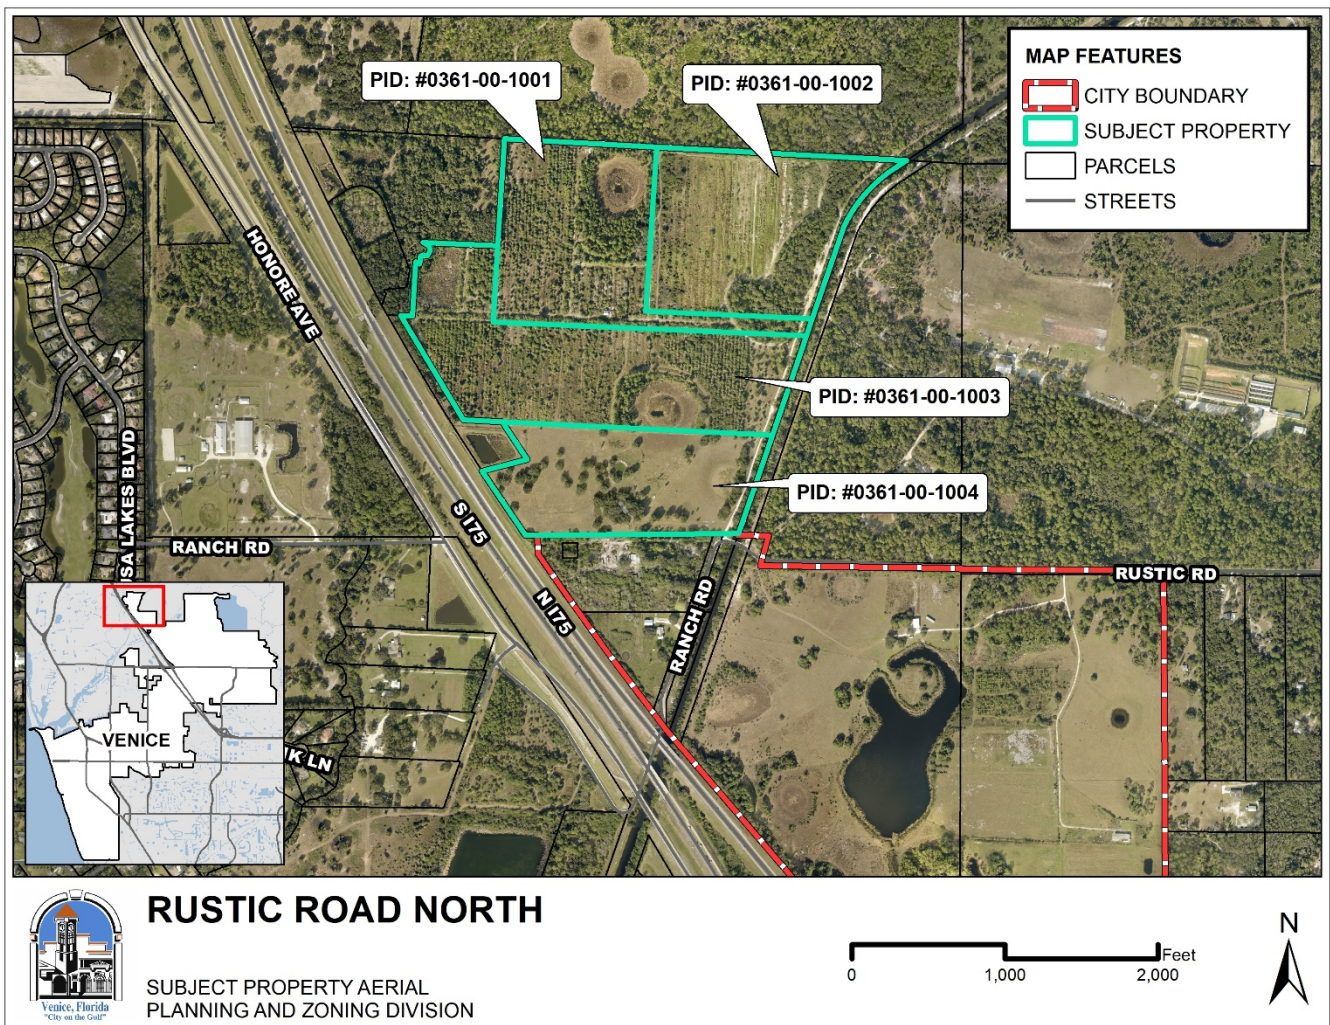 PID: #0361-00-1001
PID: #0361-00-1002
MAP FEATURES
CITY BOUNDARY
SUBJECT PROPERTY
PARCELS
STREETS
HONORE AVE
PID: #0361-00-1003
PID: #0361-00-1004
ISA LAKES BLVD
S I75
RANCH RD
RUSTIC RD
N I75
RANCH RD
VENICE
K LN
RUSTIC ROAD NORTH
SUBJECT PROPERTY AERIAL
PLANNING AND ZONING DIVISION
Venice, Florida
"City on the Gulf"
0 1,000 2,000
Feet
N